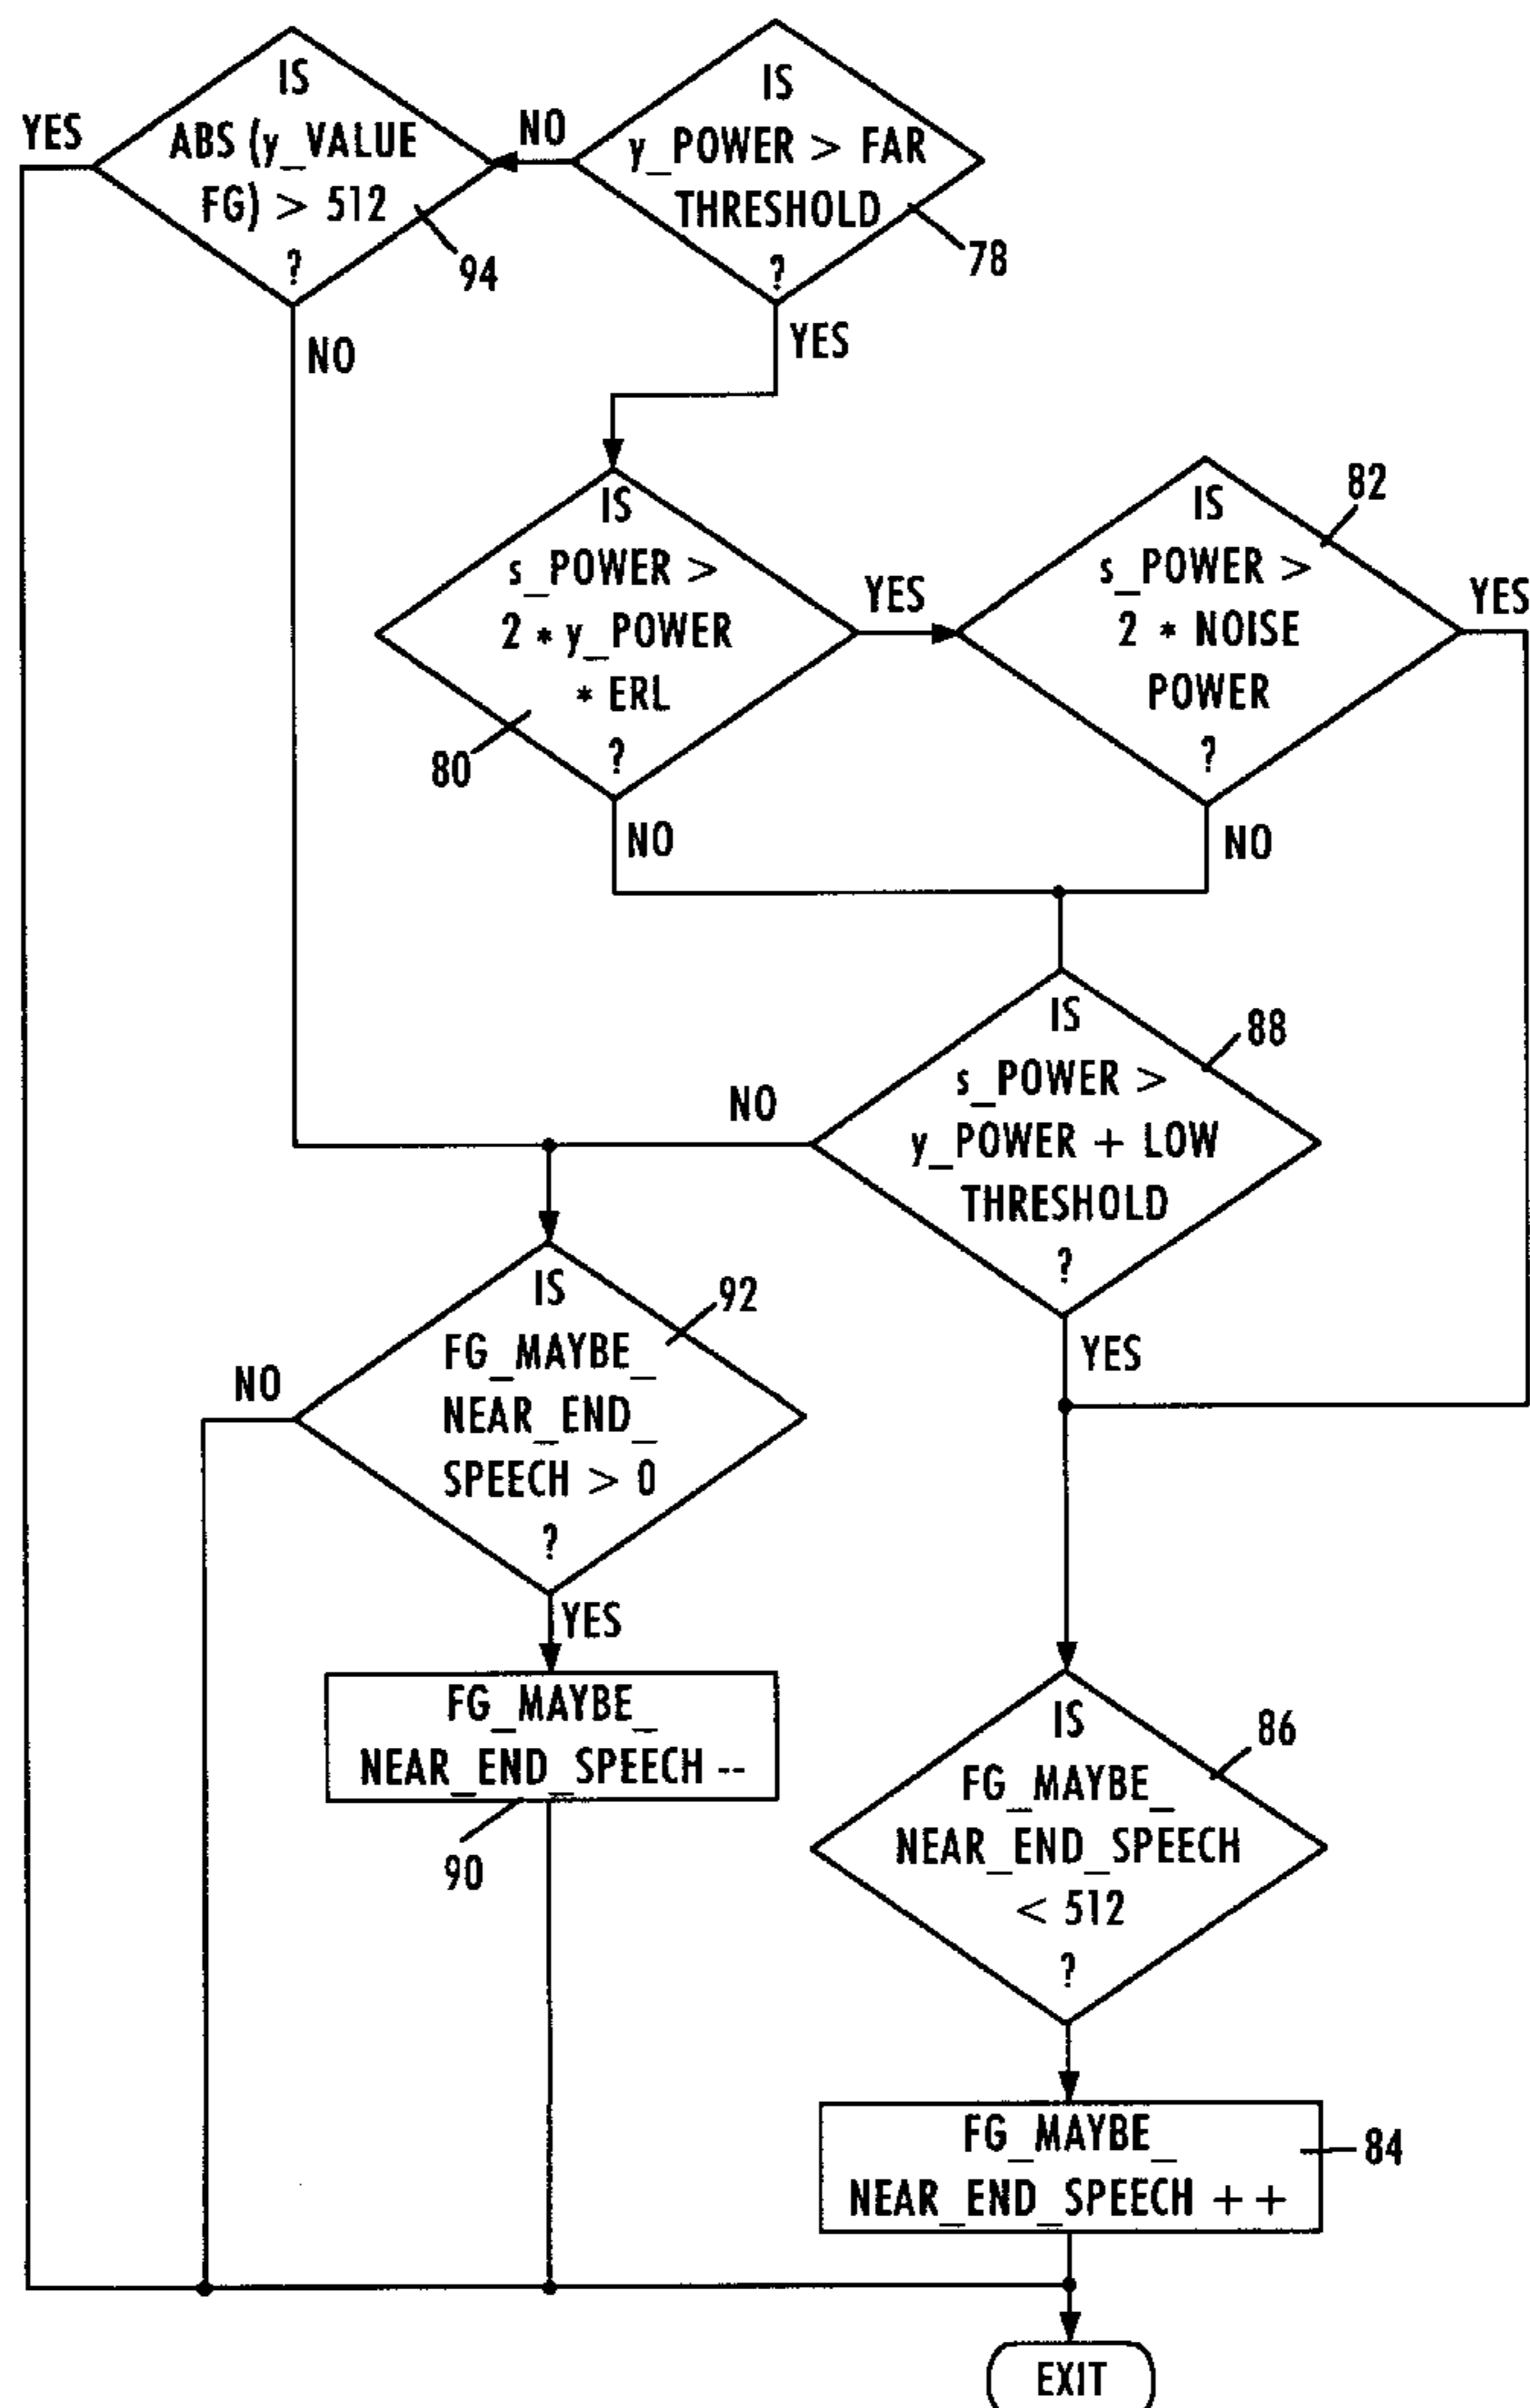 IS
ABS (y_VALUE
FG) > 512
?
94
YES
NO
IS
y_POWER > FAR
THRESHOLD
?
78
NO
YES
IS
s_POWER >
2 * y_POWER
* ERL
?
80
YES
NO
IS
s_POWER >
2 * NOISE
POWER
?
82
YES
NO
IS
s_POWER >
y_POWER + LOW
THRESHOLD
?
88
NO
YES
IS
FG_MAYBE_
NEAR_END_
SPEECH > 0
?
92
NO
YES
FG_MAYBE_
NEAR_END_SPEECH --
90
IS
FG_MAYBE_
NEAR_END_SPEECH
< 512
?
86
FG_MAYBE_
NEAR_END_SPEECH ++
84
EXIT